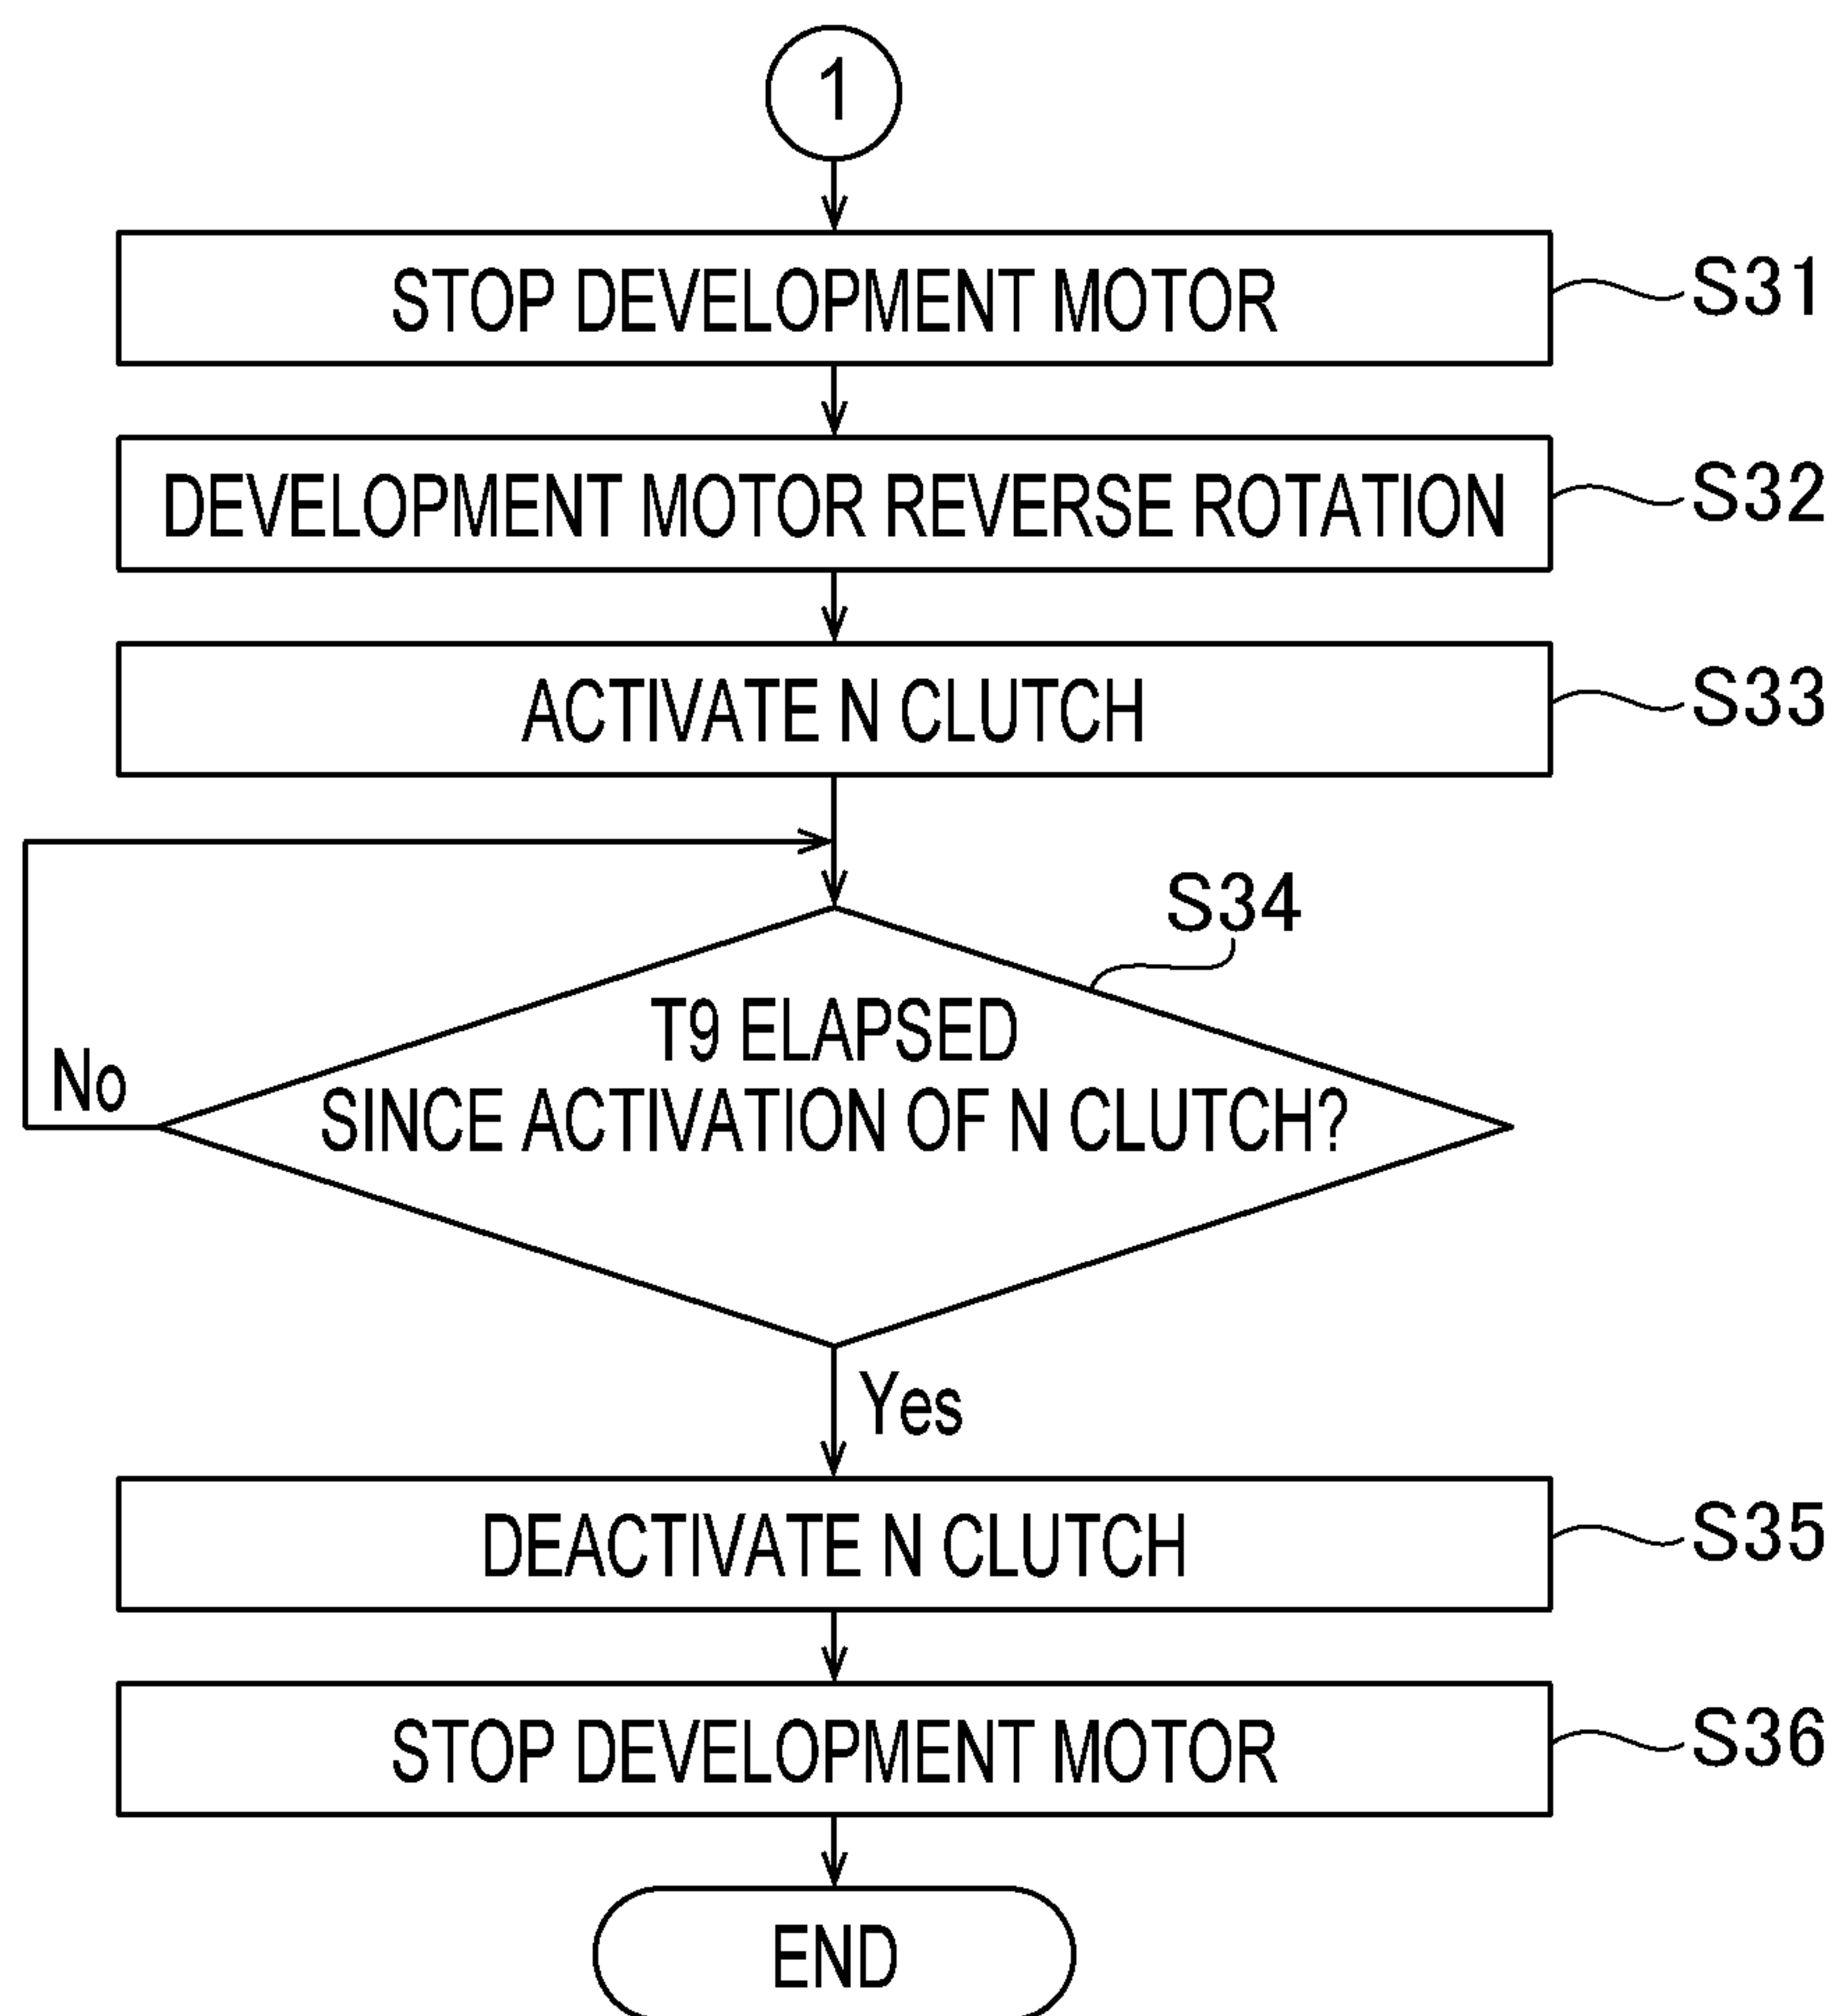 1
STOP DEVELOPMENT MOTOR
S31
DEVELOPMENT MOTOR REVERSE ROTATION
S32
ACTIVATE N CLUTCH
S33
S34
T9 ELAPSED
SINCE ACTIVATION OF N CLUTCH?
No
Yes
DEACTIVATE N CLUTCH
S35
STOP DEVELOPMENT MOTOR
S36
END